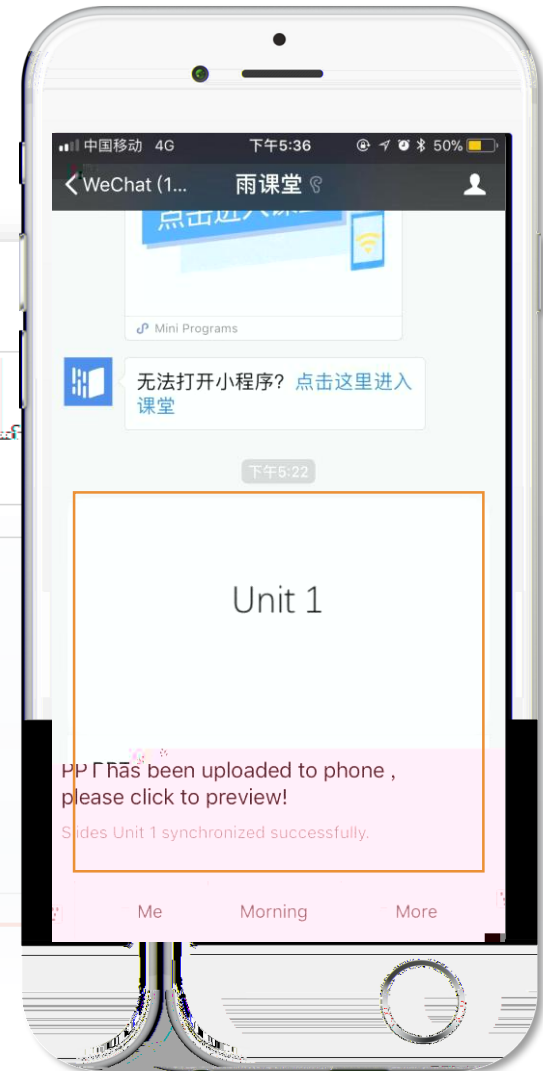 中国移动 4G 下午5:36 50%
WeChat (1... 雨课堂
点击进入课堂
Mini Programs
无法打开小程序? 点击这里进入
课堂
下午5:22
Unit 1
PPT has been uploaded to phone ,
please click to preview!
Slides Unit 1 synchronized successfully.
Me Morning More